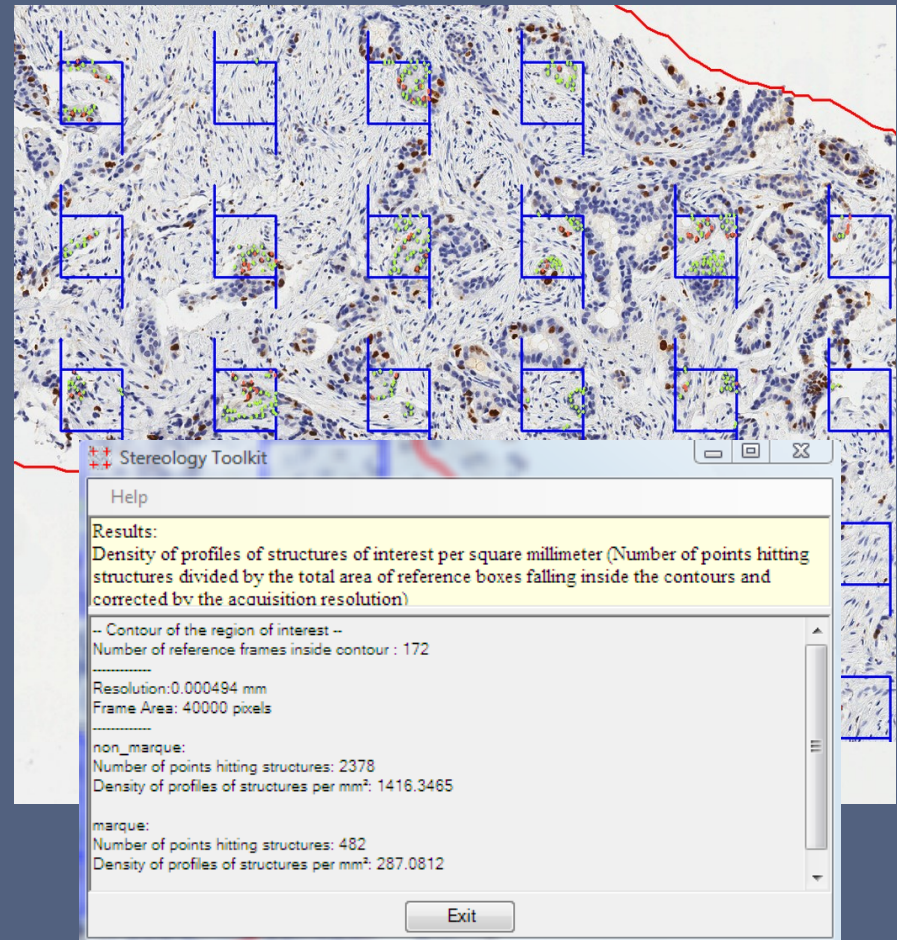 Stereology Toolkit
Help
Results:
Density of profiles of structures of interest per square millimeter (Number of points hitting
structures divided by the total area of reference boxes falling inside the contours and
corrected by the acquisition resolution)
-- Contour of the region of interest --
Number of reference frames inside contour : 172
-------------
Resolution:0.000494 mm
Frame Area: 40000 pixels
-------------
non_marque:
Number of points hitting structures: 2378
Density of profiles of structures per mm²: 1416.3465
marque:
Number of points hitting structures: 482
Density of profiles of structures per mm²: 287.0812
Exit